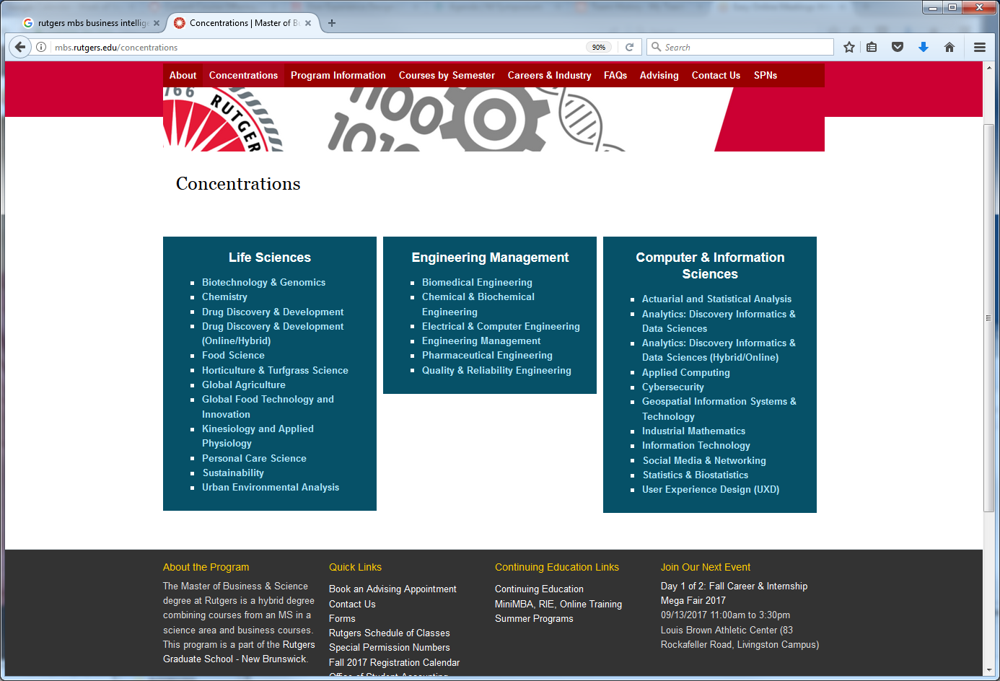 rutgers mbs business intellige
Concentrations | Master of Bu
mbs.rutgers.edu/concentrations
90%
Search
About
Concentrations
Program Information
Courses by Semester
Careers & Industry
FAQs
Advising
Contact Us
SPNs
1766
RUTGER
1100
1010
Concentrations
Life Sciences
Biotechnology & Genomics
Chemistry
Drug Discovery & Development
Drug Discovery & Development
(Online/Hybrid)
Food Science
Horticulture & Turfgrass Science
Global Agriculture
Global Food Technology and
Innovation
Kinesiology and Applied
Physiology
Personal Care Science
Sustainability
Urban Environmental Analysis
Engineering Management
Biomedical Engineering
Chemical & Biochemical
Engineering
Electrical & Computer Engineering
Engineering Management
Pharmaceutical Engineering
Quality & Reliability Engineering
Computer & Information
Sciences
Actuarial and Statistical Analysis
Analytics: Discovery Informatics &
Data Sciences
Analytics: Discovery Informatics &
Data Sciences (Hybrid/Online)
Applied Computing
Cybersecurity
Geospatial Information Systems &
Technology
Industrial Mathematics
Information Technology
Social Media & Networking
Statistics & Biostatistics
User Experience Design (UXD)
About the Program
The Master of Business & Science
degree at Rutgers is a hybrid degree
combining courses from an MS in a
science area and business courses.
This program is a part of the Rutgers
Graduate School - New Brunswick.
Quick Links
Book an Advising Appointment
Contact Us
Forms
Rutgers Schedule of Classes
Special Permission Numbers
Fall 2017 Registration Calendar
Office of Student Accounting
Continuing Education Links
Continuing Education
MiniMBA, RIE, Online Training
Summer Programs
Join Our Next Event
Day 1 of 2: Fall Career & Internship
Mega Fair 2017
09/13/2017 11:00am to 3:30pm
Louis Brown Athletic Center (83
Rockafeller Road, Livingston Campus)